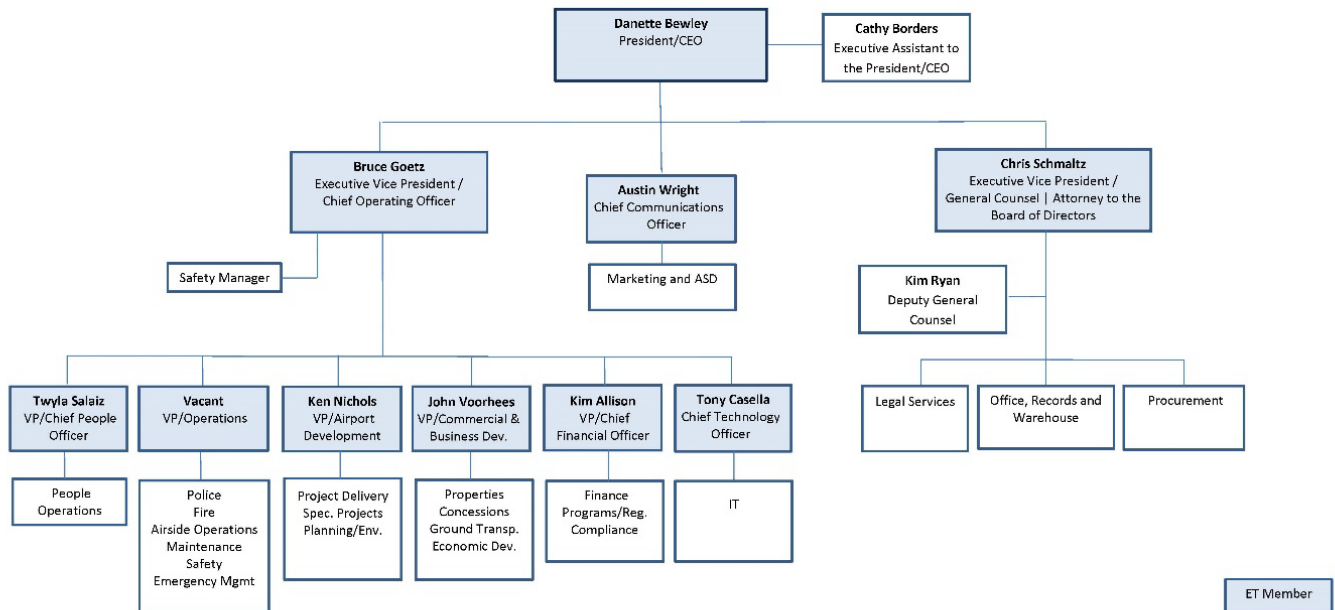 Danette Bewley
President/CEO
Cathy Borders
Executive Assistant to
the President/CEO
Bruce Goetz
Executive Vice President /
Chief Operating Officer
Austin Wright
Chief Communications
Officer
Chris Schmaltz
Executive Vice President /
General Counsel | Attorney to the
Board of Directors
Safety Manager
Marketing and ASD
Kim Ryan
Deputy General
Counsel
Twyla Salaiz
VP/Chief People
Officer
Vacant
VP/Operations
Ken Nichols
VP/Airport
Development
John Voorhees
VP/Commercial &
Business Dev.
Kim Allison
VP/Chief
Financial Officer
Tony Casella
Chief Technology
Officer
Legal Services
Office, Records and
Warehouse
Procurement
People
Operations
Police
Fire
Airside Operations
Maintenance
Safety
Emergency Mgmt
Project Delivery
Spec. Projects
Planning/Env.
Properties
Concessions
Ground Transp.
Economic Dev.
Finance
Programs/Reg.
Compliance
IT
ET Member